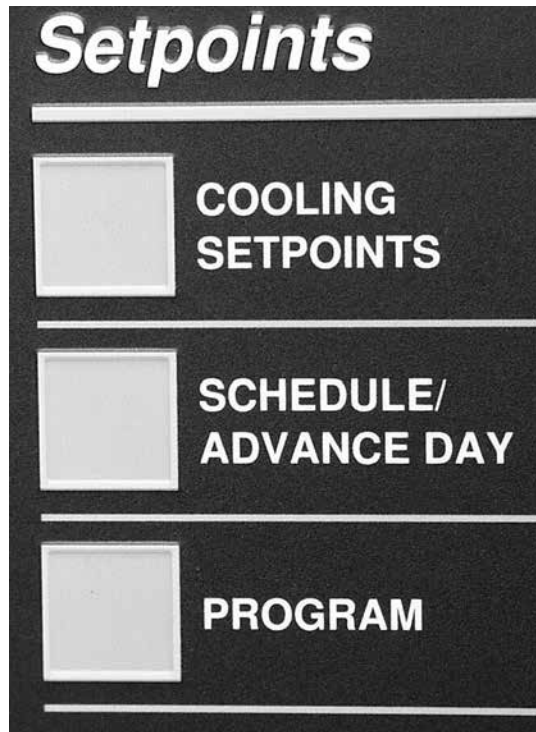 Setpoints
COOLING
SETPOINTS
SCHEDULE/
ADVANCE DAY
PROGRAM